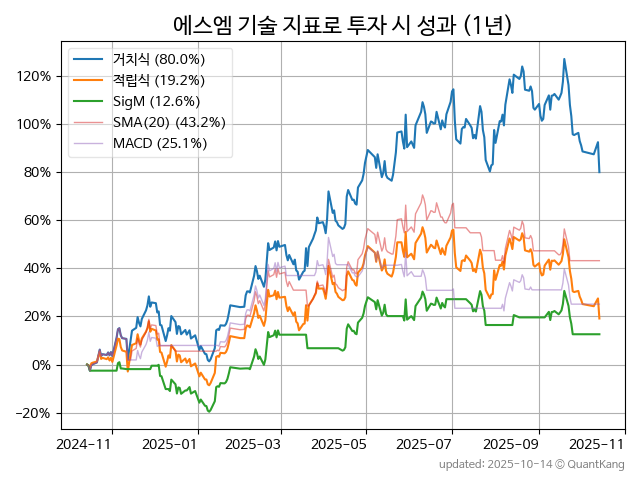 에스엠 기술 지표로 투자 시 성과 (1년)
거치식 (80.0%)
적립식 (19.2%)
SigM (12.6%)
SMA(20) (43.2%)
MACD (25.1%)
120%
100%
80%
60%
40%
20%
0%
−20%
2024-11 2025-01 2025-03 2025-05 2025-07 2025-09 2025-11
updated: 2025-10-14 © QuantKang